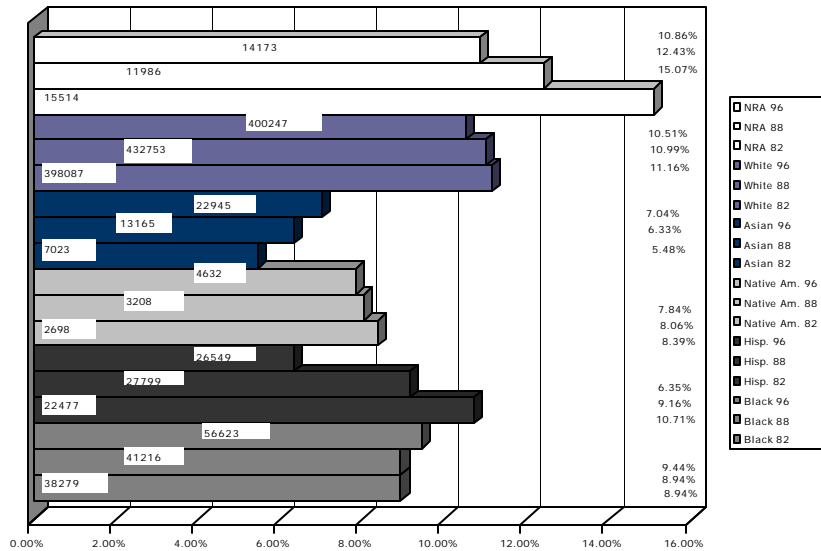 14173
10.86%
12.43%
11986
15.07%
15514
400247
10.51%
432753
10.99%
398087
11.16%
22945
7.04%
13165
6.33%
7023
5.48%
4632
3208
7.84%
2698
8.06%
8.39%
26549
27799
6.35%
22477
9.16%
10.71%
56623
41216
9.44%
38279
8.94%
8.94%
0.00% 2.00% 4.00% 6.00% 8.00% 10.00% 12.00% 14.00% 16.00%
NRA 96
NRA 88
NRA 82
White 96
White 88
White 82
Asian 96
Asian 88
Asian 82
Native Am. 96
Native Am. 88
Native Am. 82
Hisp. 96
Hisp. 88
Hisp. 82
Black 96
Black 88
Black 82